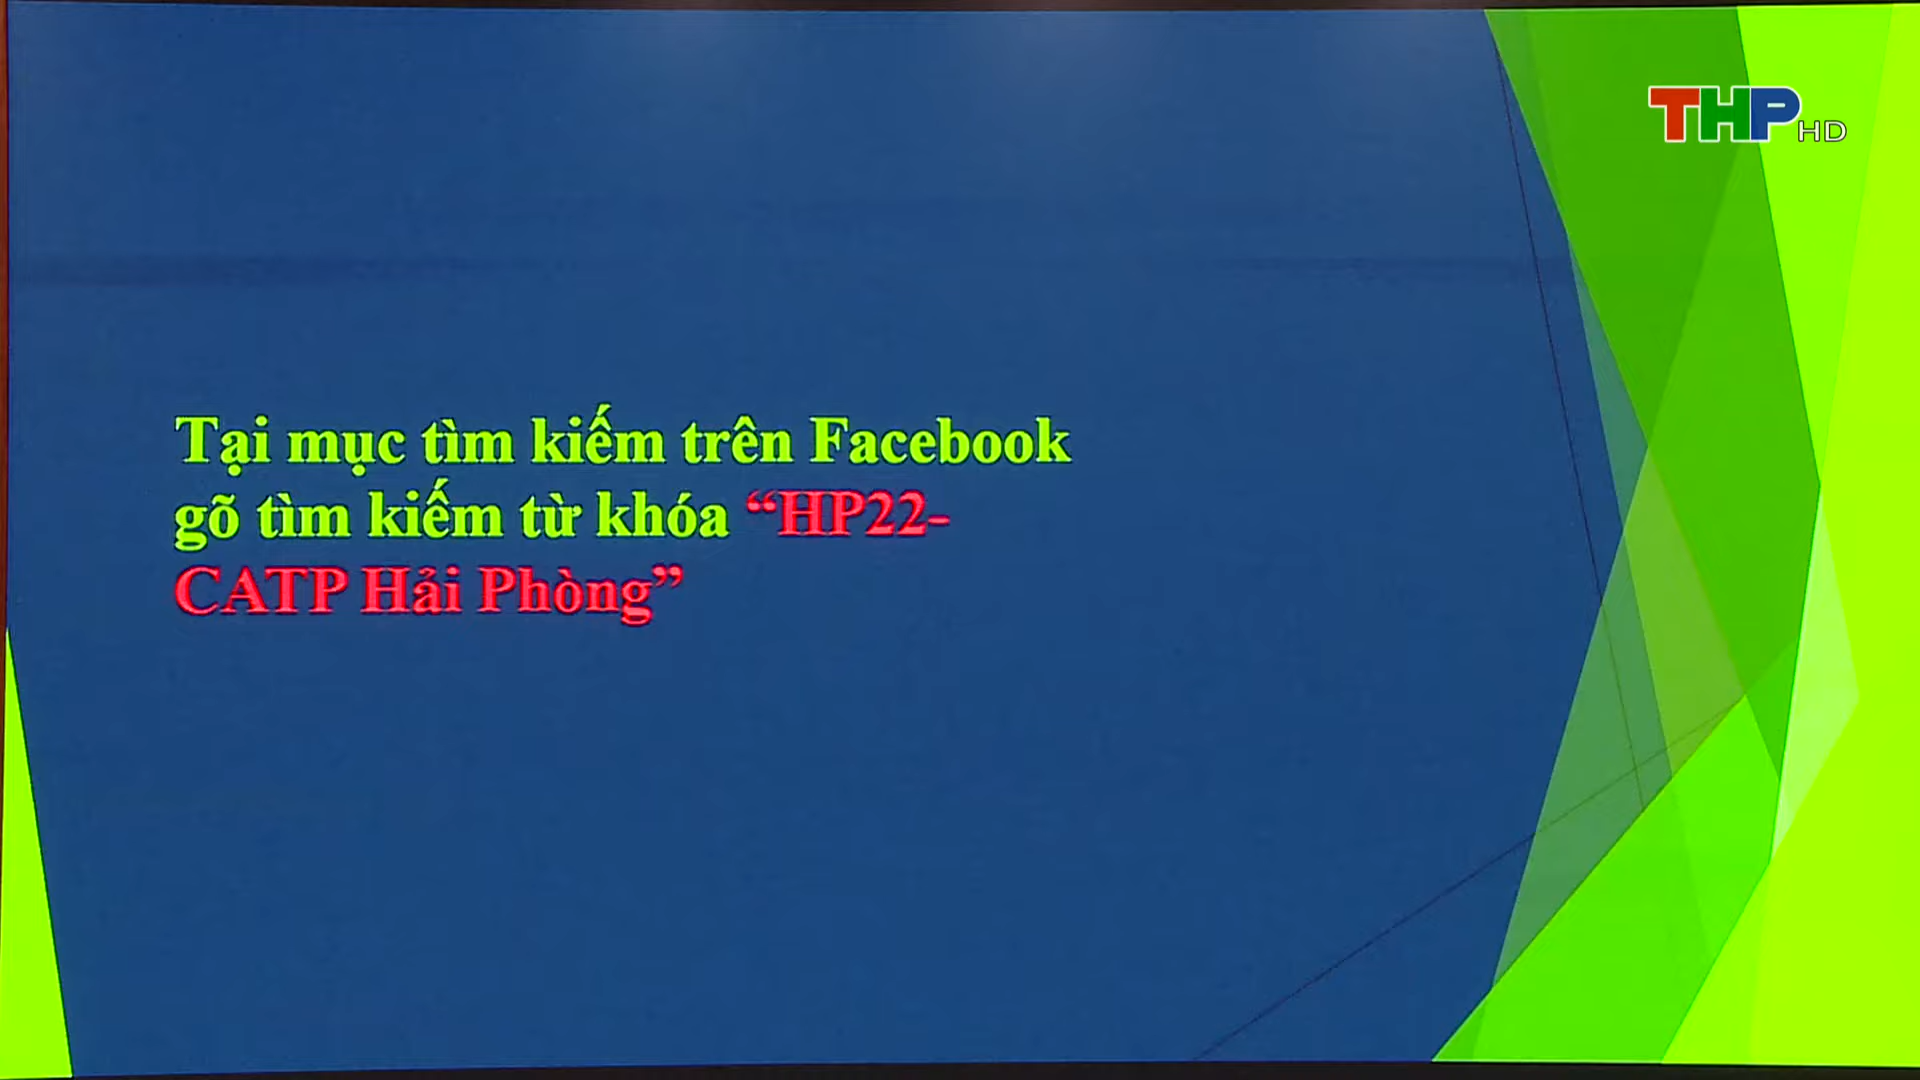 THP HD
Tại mục tìm kiếm trên Facebook
gõ tìm kiếm từ khóa “HP22-
CATP Hải Phòng”